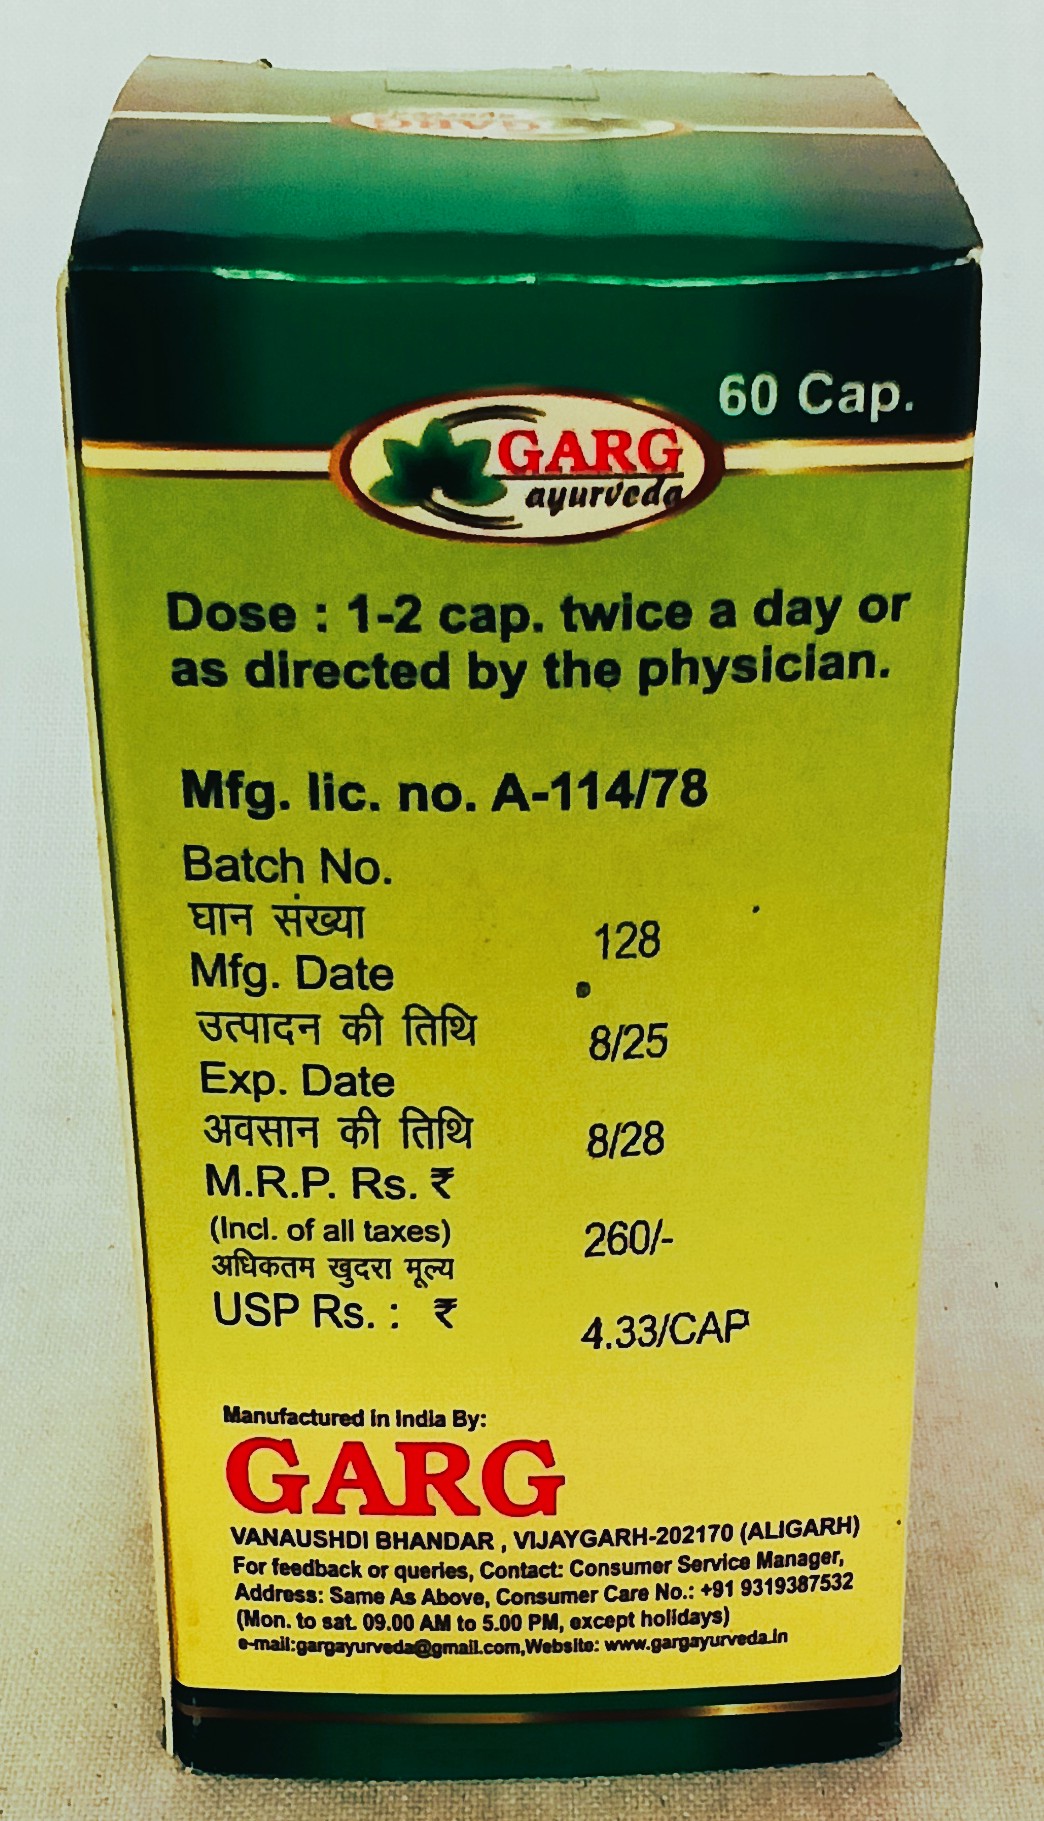 60 Cap.
GARG
ayurveda
Dose : 1-2 cap. twice a day or
as directed by the physician.
Mfg. lic. no. A-114/78
Batch No.
घान संख्या 128
Mfg. Date
उत्पादन की तिथि 8/25
Exp. Date
अवसान की तिथि 8/28
M.R.P. Rs. ₹
(Incl. of all taxes) 260/-
अधिकतम खुदरा मूल्य
USP Rs. : ₹ 4.33/CAP
Manufactured in India By:
GARG
VANAUSHDI BHANDAR , VIJAYGARH-202170 (ALIGARH)
For feedback or queries, Contact: Consumer Service Manager,
Address: Same As Above, Consumer Care No.: +91 9319387532
(Mon. to sat. 09.00 AM to 5.00 PM, except holidays)
e-mail:gargayurveda@gmail.com,Website: www.gargayurveda.in